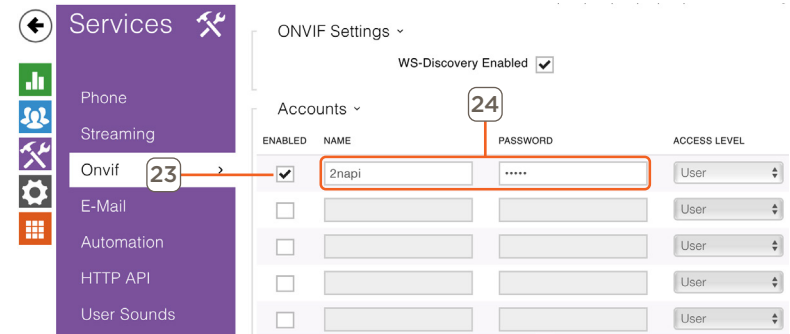 Services
ONVIF Settings
WS-Discovery Enabled
Phone
Accounts
24
Streaming
ENABLED NAME PASSWORD ACCESS LEVEL
Onvif 23 2napi ••••• User
E-Mail User
Automation User
HTTP API User
User Sounds User